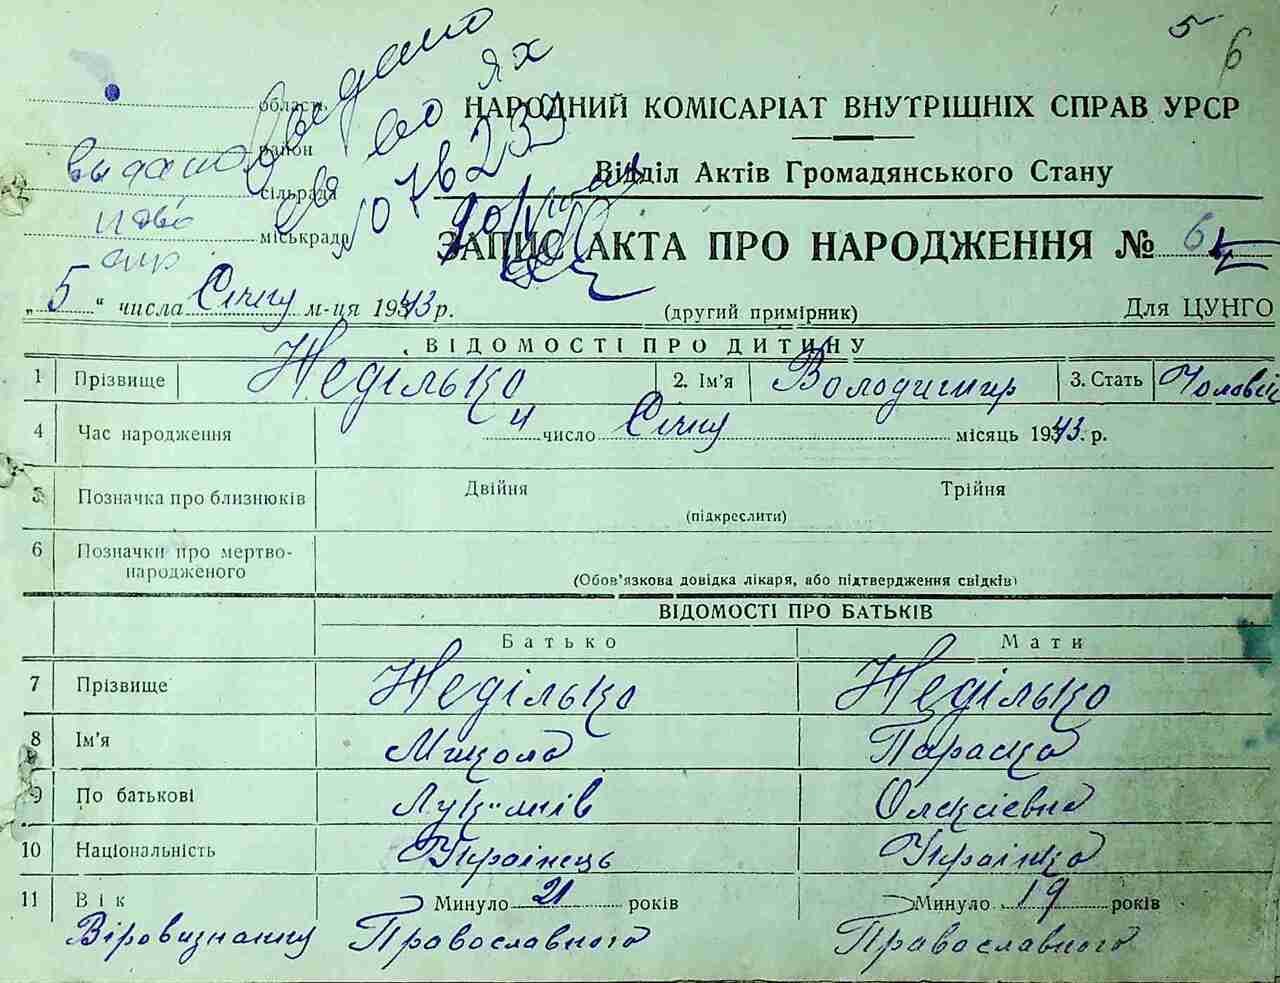 5
6
область
НАРОДНИЙ КОМІСАРІАТ ВНУТРІШНІХ СПРАВ УРСР
район
Відділ Актів Громадянського Стану
сільрада
міськрада
ЗАПИС АКТА ПРО НАРОДЖЕННЯ №
„5“ числа Січня м-ця 1943 р.
(другий примірник)
Для ЦУНГО
ВІДОМОСТІ ПРО ДИТИНУ
1 Прізвище Неділько 2. Ім’я Володимир 3. Стать
4 Час народження число Січня місяць 1943. р.
5 Позначка про близнюків Двійня Трійня
(підкреслити)
6 Позначки про мертво-
народженого
(Обов’язкова довідка лікаря, або підтвердження свідків)
ВІДОМОСТІ ПРО БАТЬКІВ
Батько Мати
7 Прізвище Неділько Неділько
8 Ім’я Микола Параска
9 По батькові Олексієвна
10 Національність Українець Українка
11 Вік Минуло 21 років Минуло 19 років
Віровизнання Православного Православного